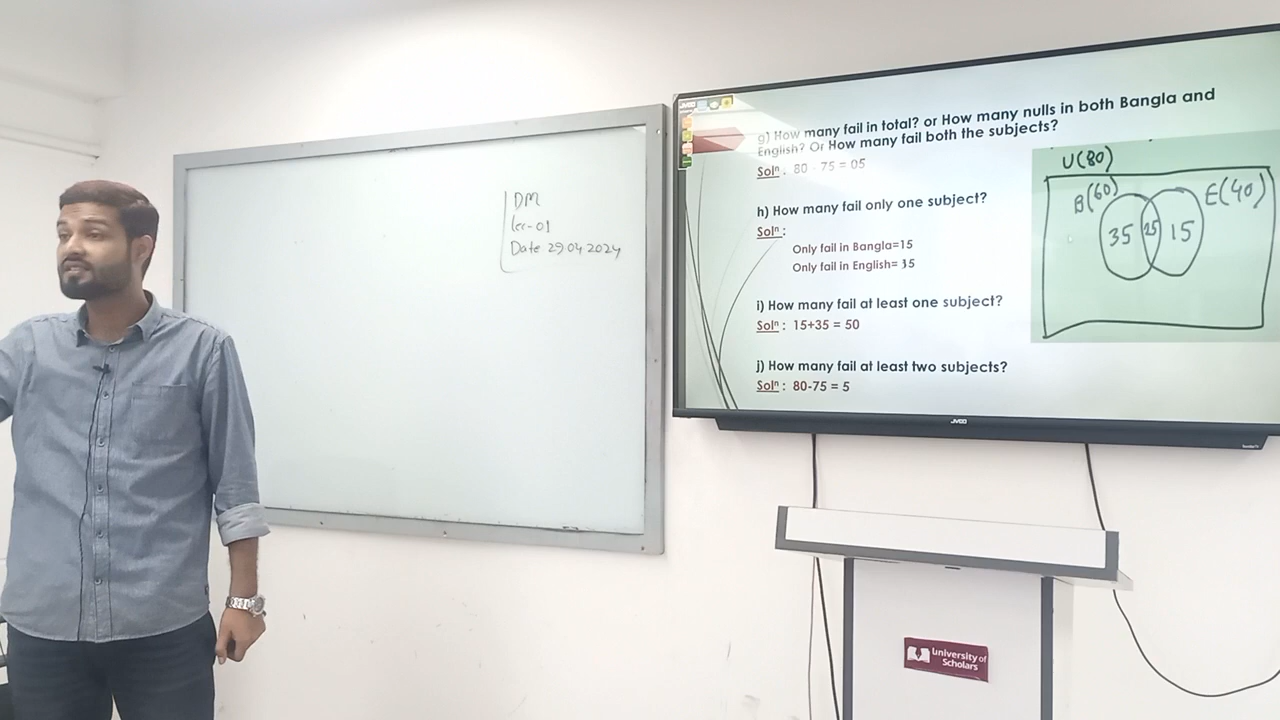 DM
Lec-01
Date 29.04.2024
JVCO
g) How many fail in total? or How many nulls in both Bangla and
English? Or How many fail both the subjects?
Solⁿ : 80 - 75 = 05
h) How many fail only one subject?
Solⁿ :
Only fail in Bangla=15
Only fail in English= 35
i) How many fail at least one subject?
Solⁿ : 15+35 = 50
j) How many fail at least two subjects?
Solⁿ : 80-75 = 5
U(80)
B(60) E(40)
35 25 15
JVCO
University of
Scholars